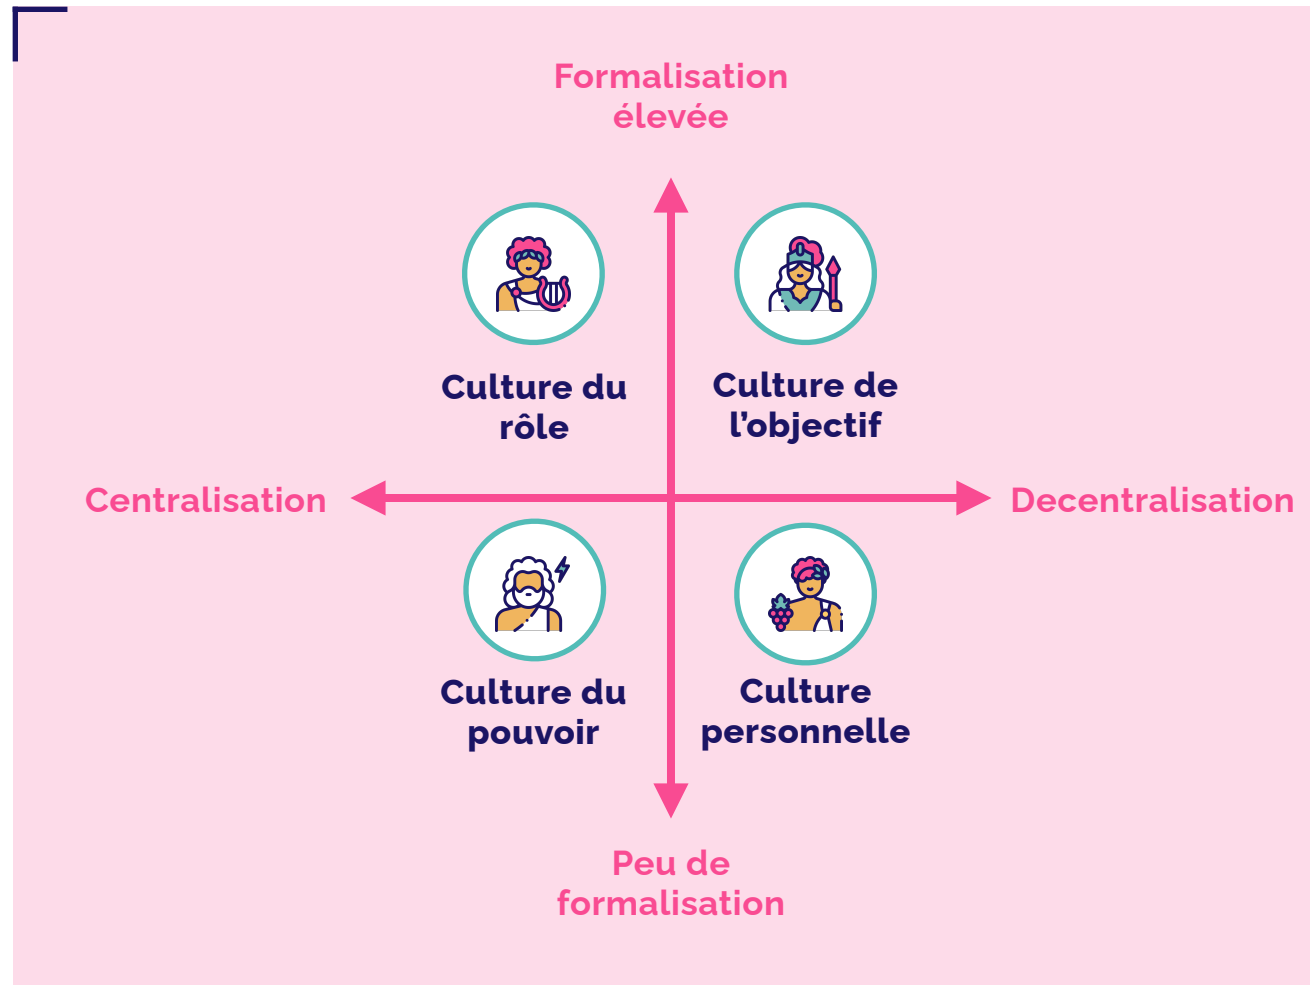 Formalisation
élevée
Culture du
rôle
Culture de
l’objectif
Centralisation
Decentralisation
Culture du
pouvoir
Culture
personnelle
Peu de
formalisation